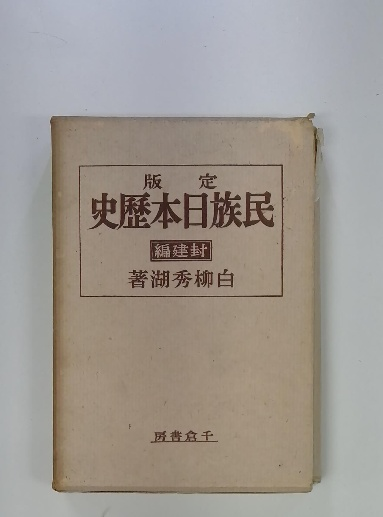 定版
民族日本歴史
封建編
白柳秀湖著
千倉書房